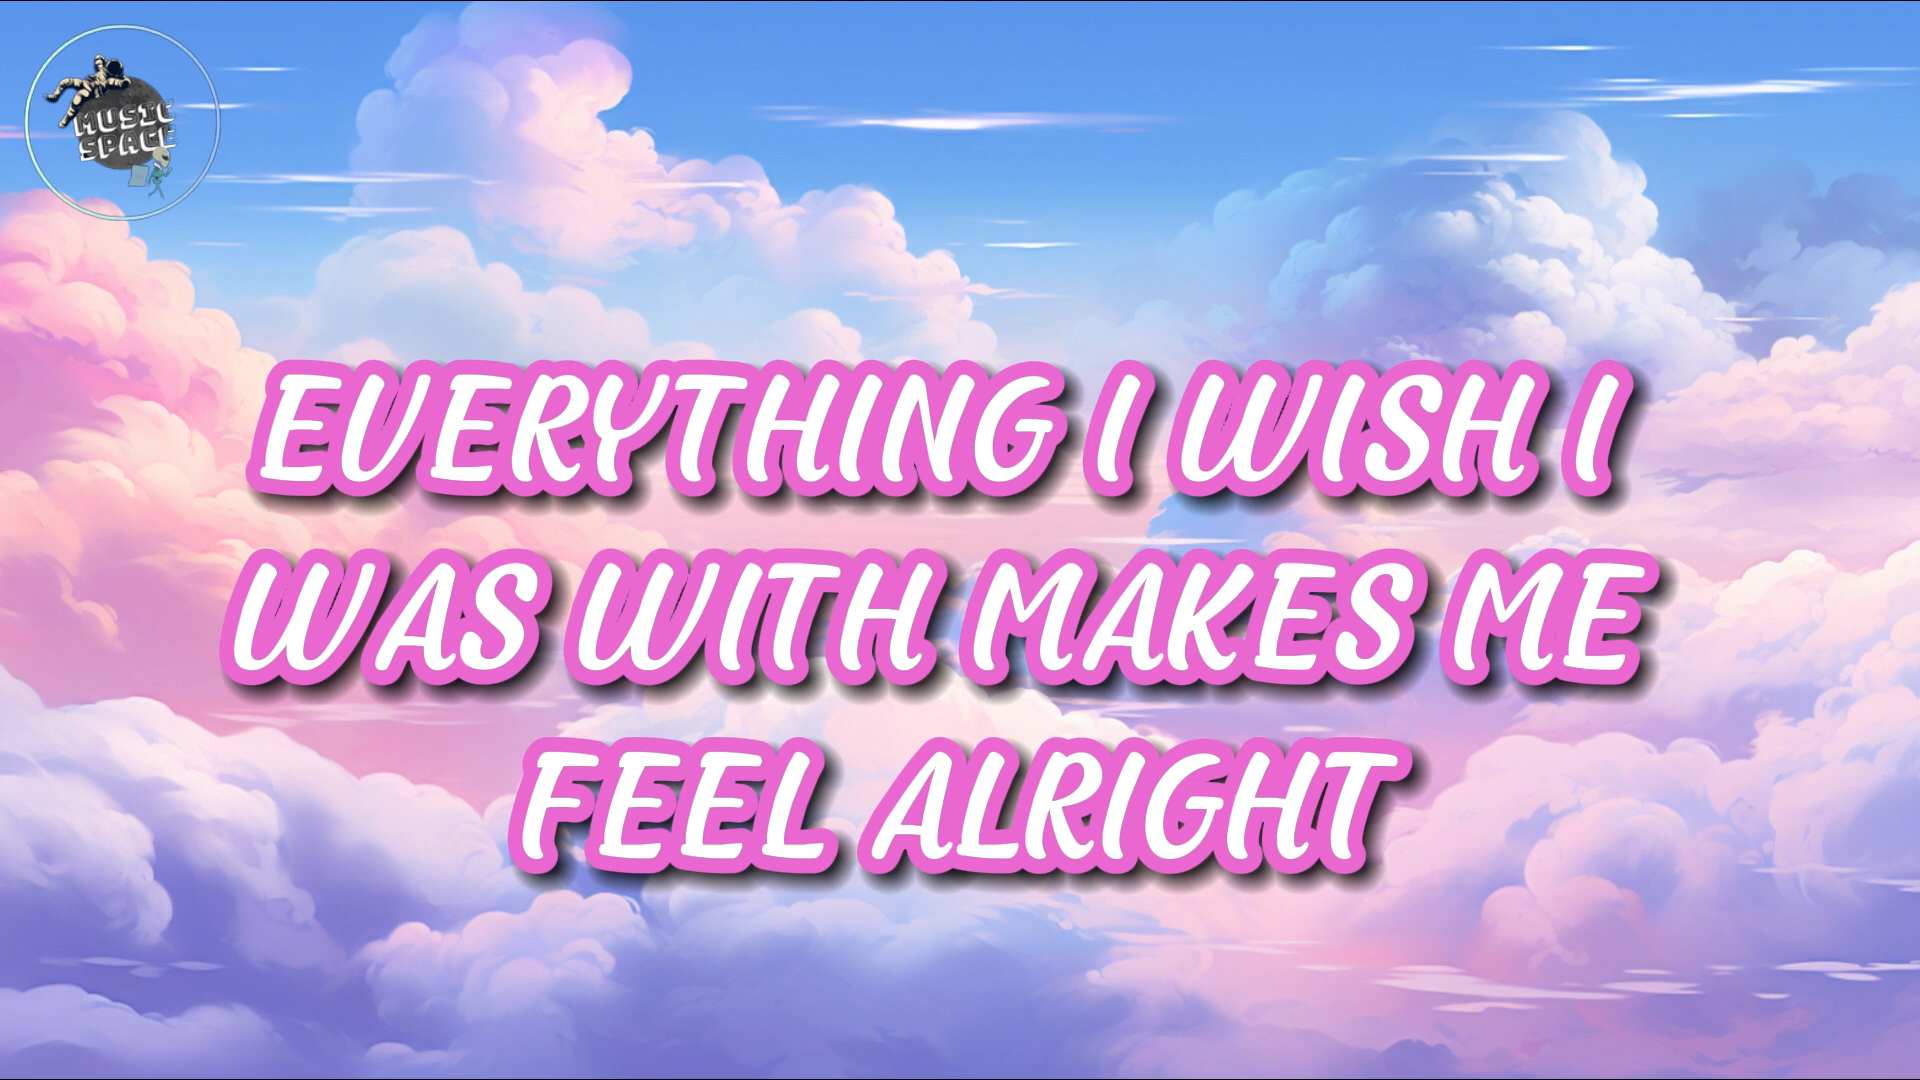 MUSIC
SPACE
EVERYTHING I WISH I
WAS WITH MAKES ME
FEEL ALRIGHT